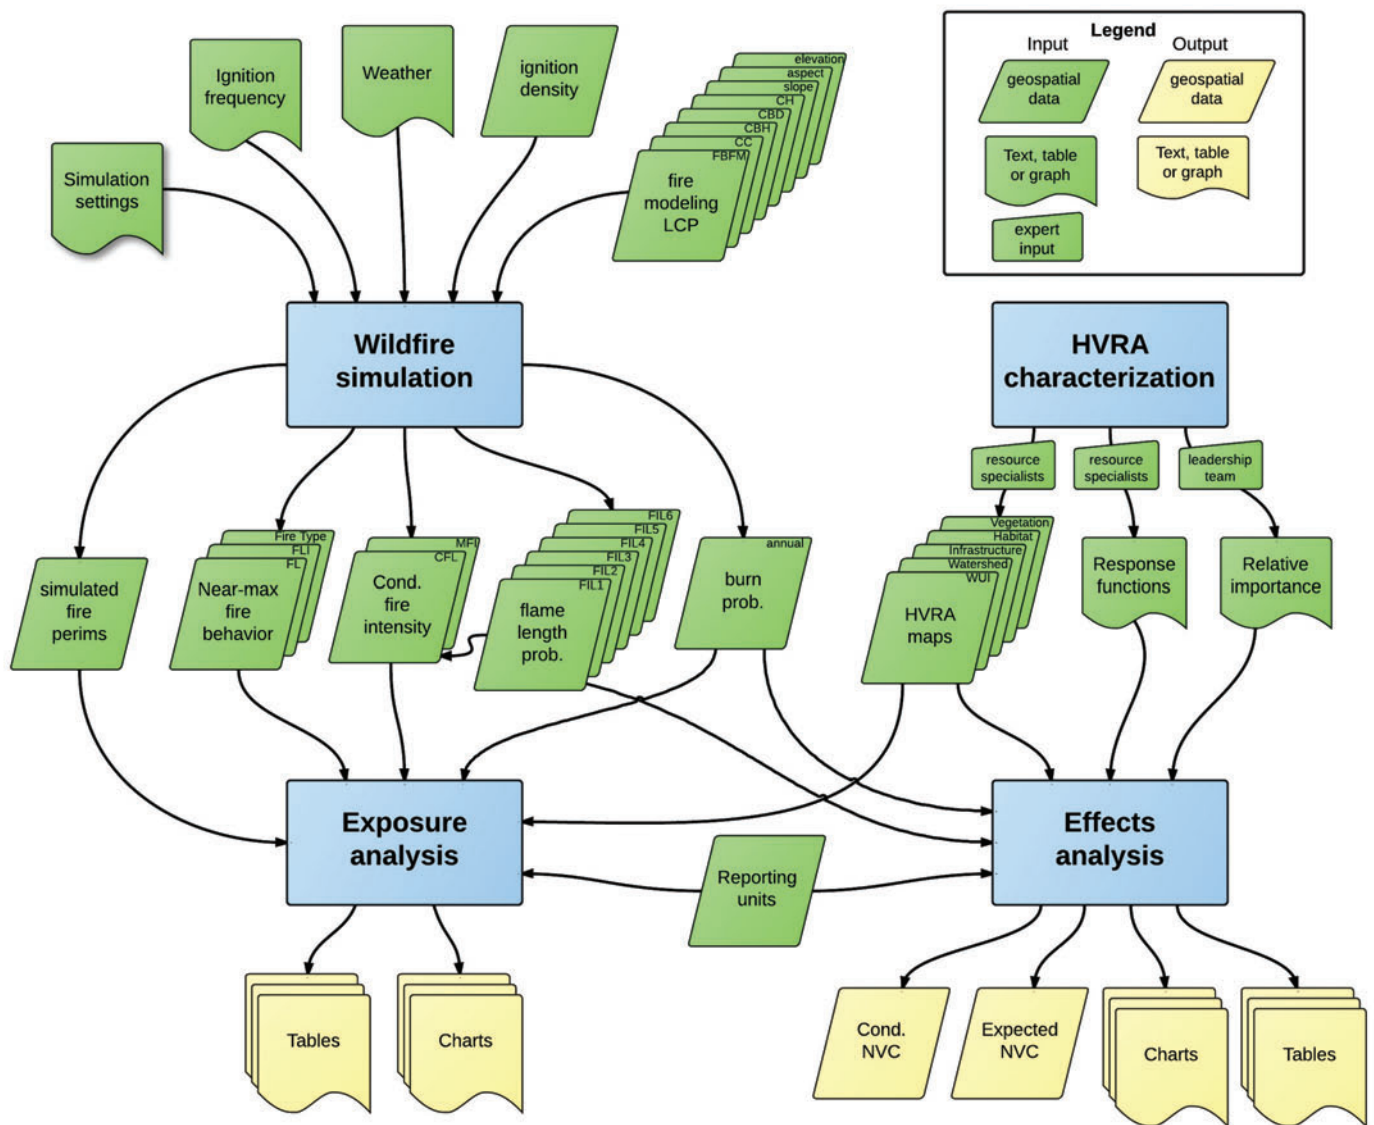 Legend
Input
Output
geospatial
data
geospatial
data
Text, table
or graph
Text, table
or graph
expert
input
Simulation
settings
Ignition
frequency
Weather
ignition
density
elevation
aspect
slope
CH
CBD
CBH
CC
FBFM
fire
modeling
LCP
Wildfire
simulation
HVRA
characterization
resource
specialists
resource
specialists
leadership
team
simulated
fire
perims
Fire Type
FLI
FL
Near-max
fire
behavior
MFI
CFL
Cond.
fire
intensity
FIL6
FIL5
FIL4
FIL3
FIL2
FIL1
flame
length
prob.
annual
burn
prob.
Vegetation
Habitat
Infrastructure
Watershed
WUI
HVRA
maps
Response
functions
Relative
importance
Exposure
analysis
Reporting
units
Effects
analysis
Tables
Charts
Cond.
NVC
Expected
NVC
Charts
Tables